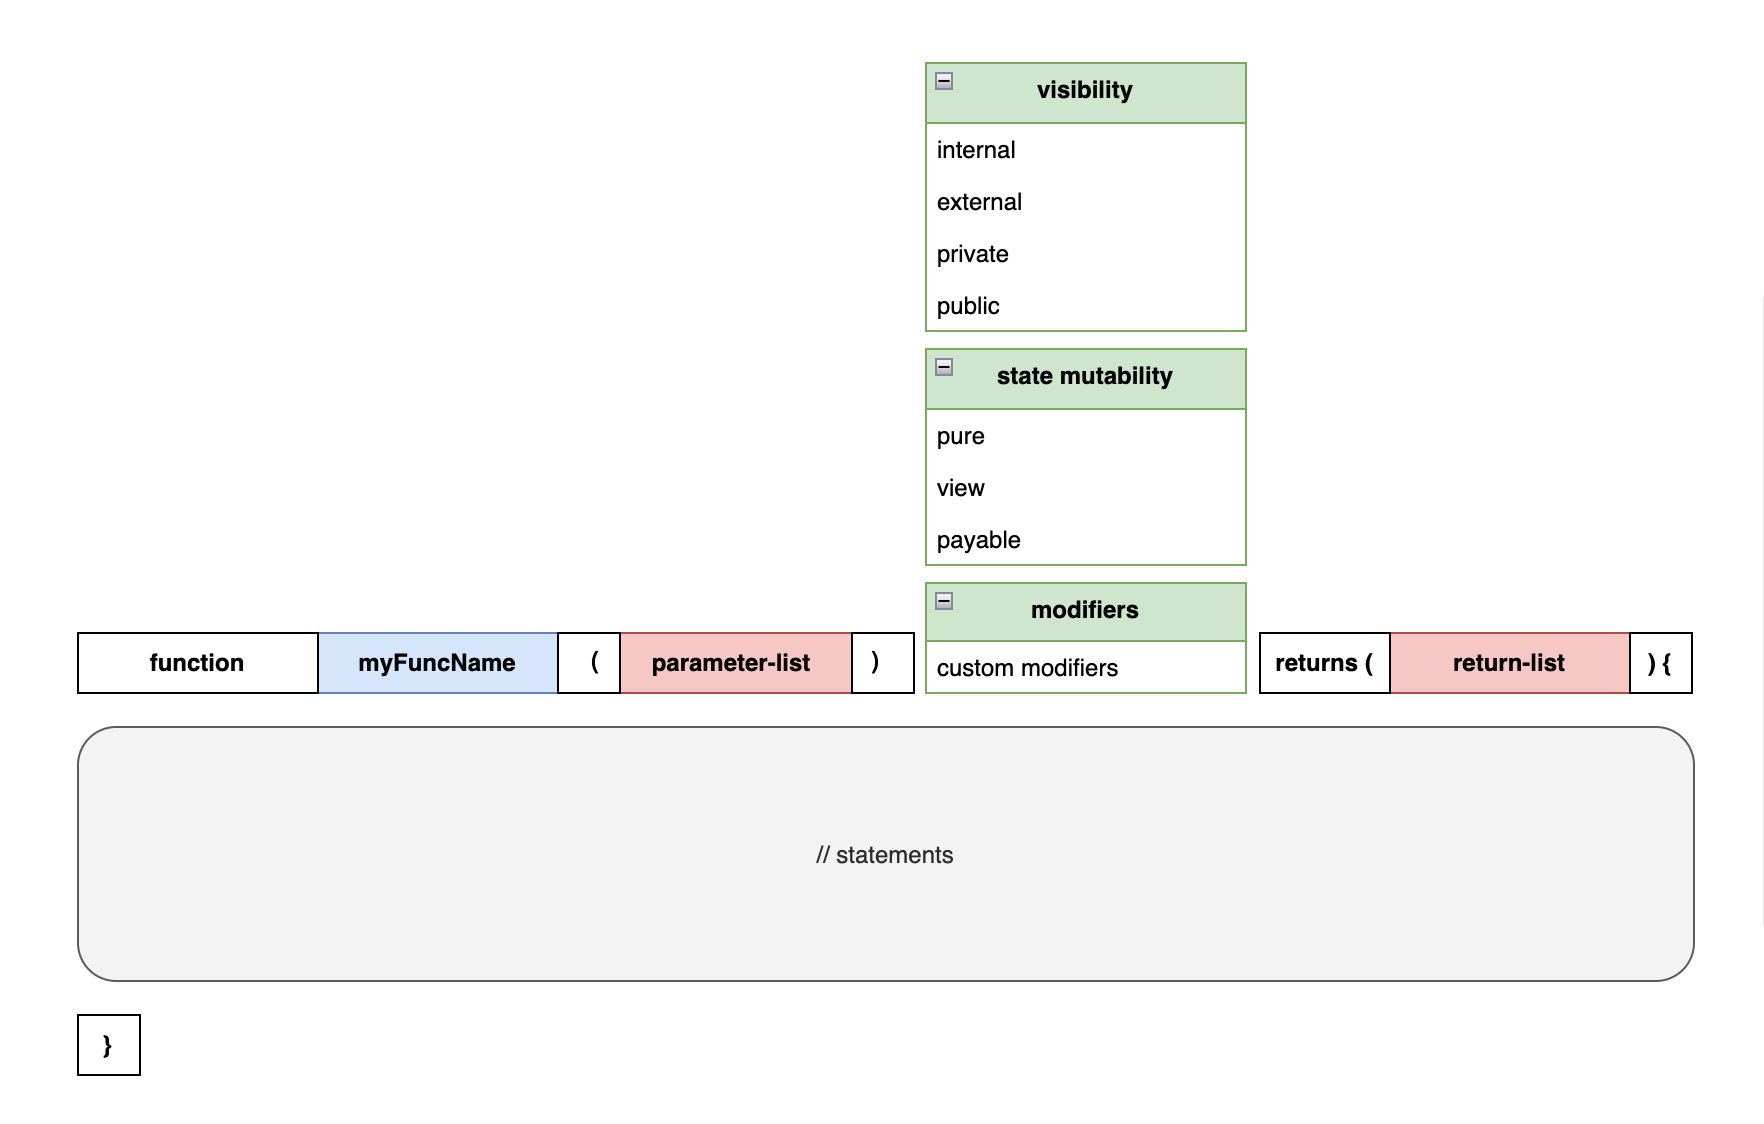 visibility
internal
external
private
public
state mutability
pure
view
payable
modifiers
custom modifiers
function myFuncName ( parameter-list ) returns ( return-list ) {
// statements
}